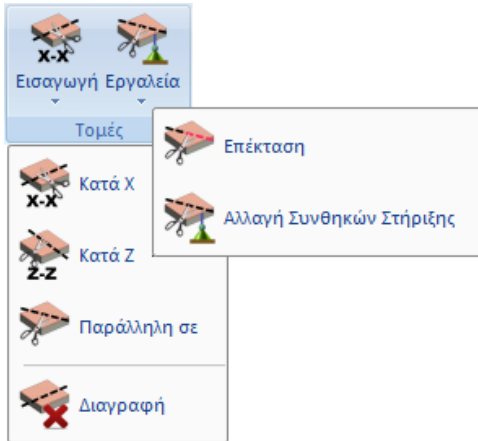 X-X
Εισαγωγή Εργαλεία
Τομές
Επέκταση
Αλλαγή Συνθηκών Στήριξης
X-X
Κατά X
Z-Z
Κατά Z
Παράλληλη σε
Διαγραφή